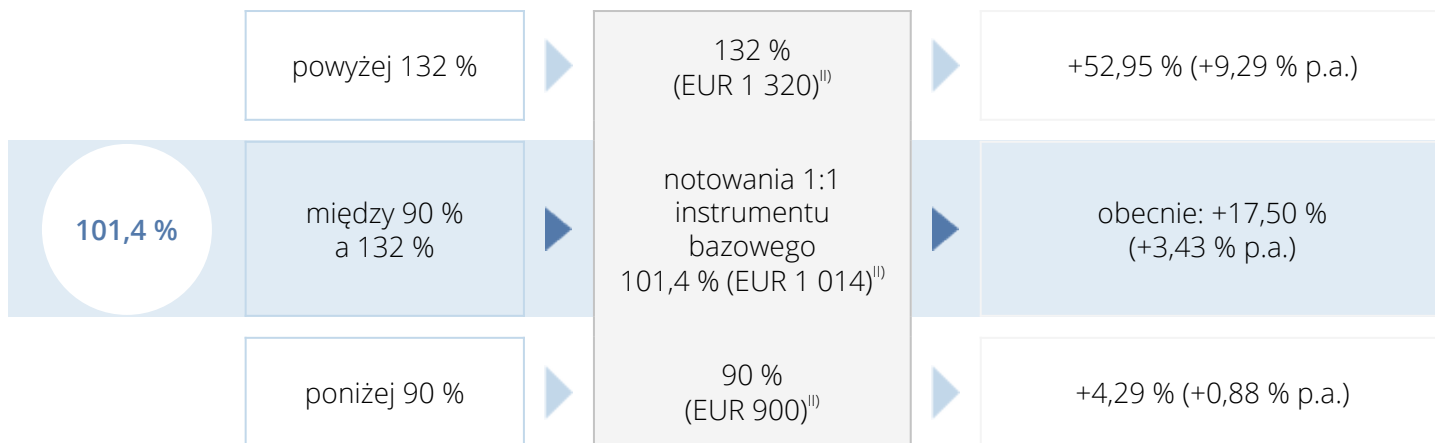 powyżej 132 %
132 %
(EUR 1 320)II)
+52,95 % (+9,29 % p.a.)
101,4 %
między 90 %
a 132 %
notowania 1:1
instrumentu
bazowego
101,4 % (EUR 1 014)II)
obecnie: +17,50 %
(+3,43 % p.a.)
poniżej 90 %
90 %
(EUR 900)II)
+4,29 % (+0,88 % p.a.)